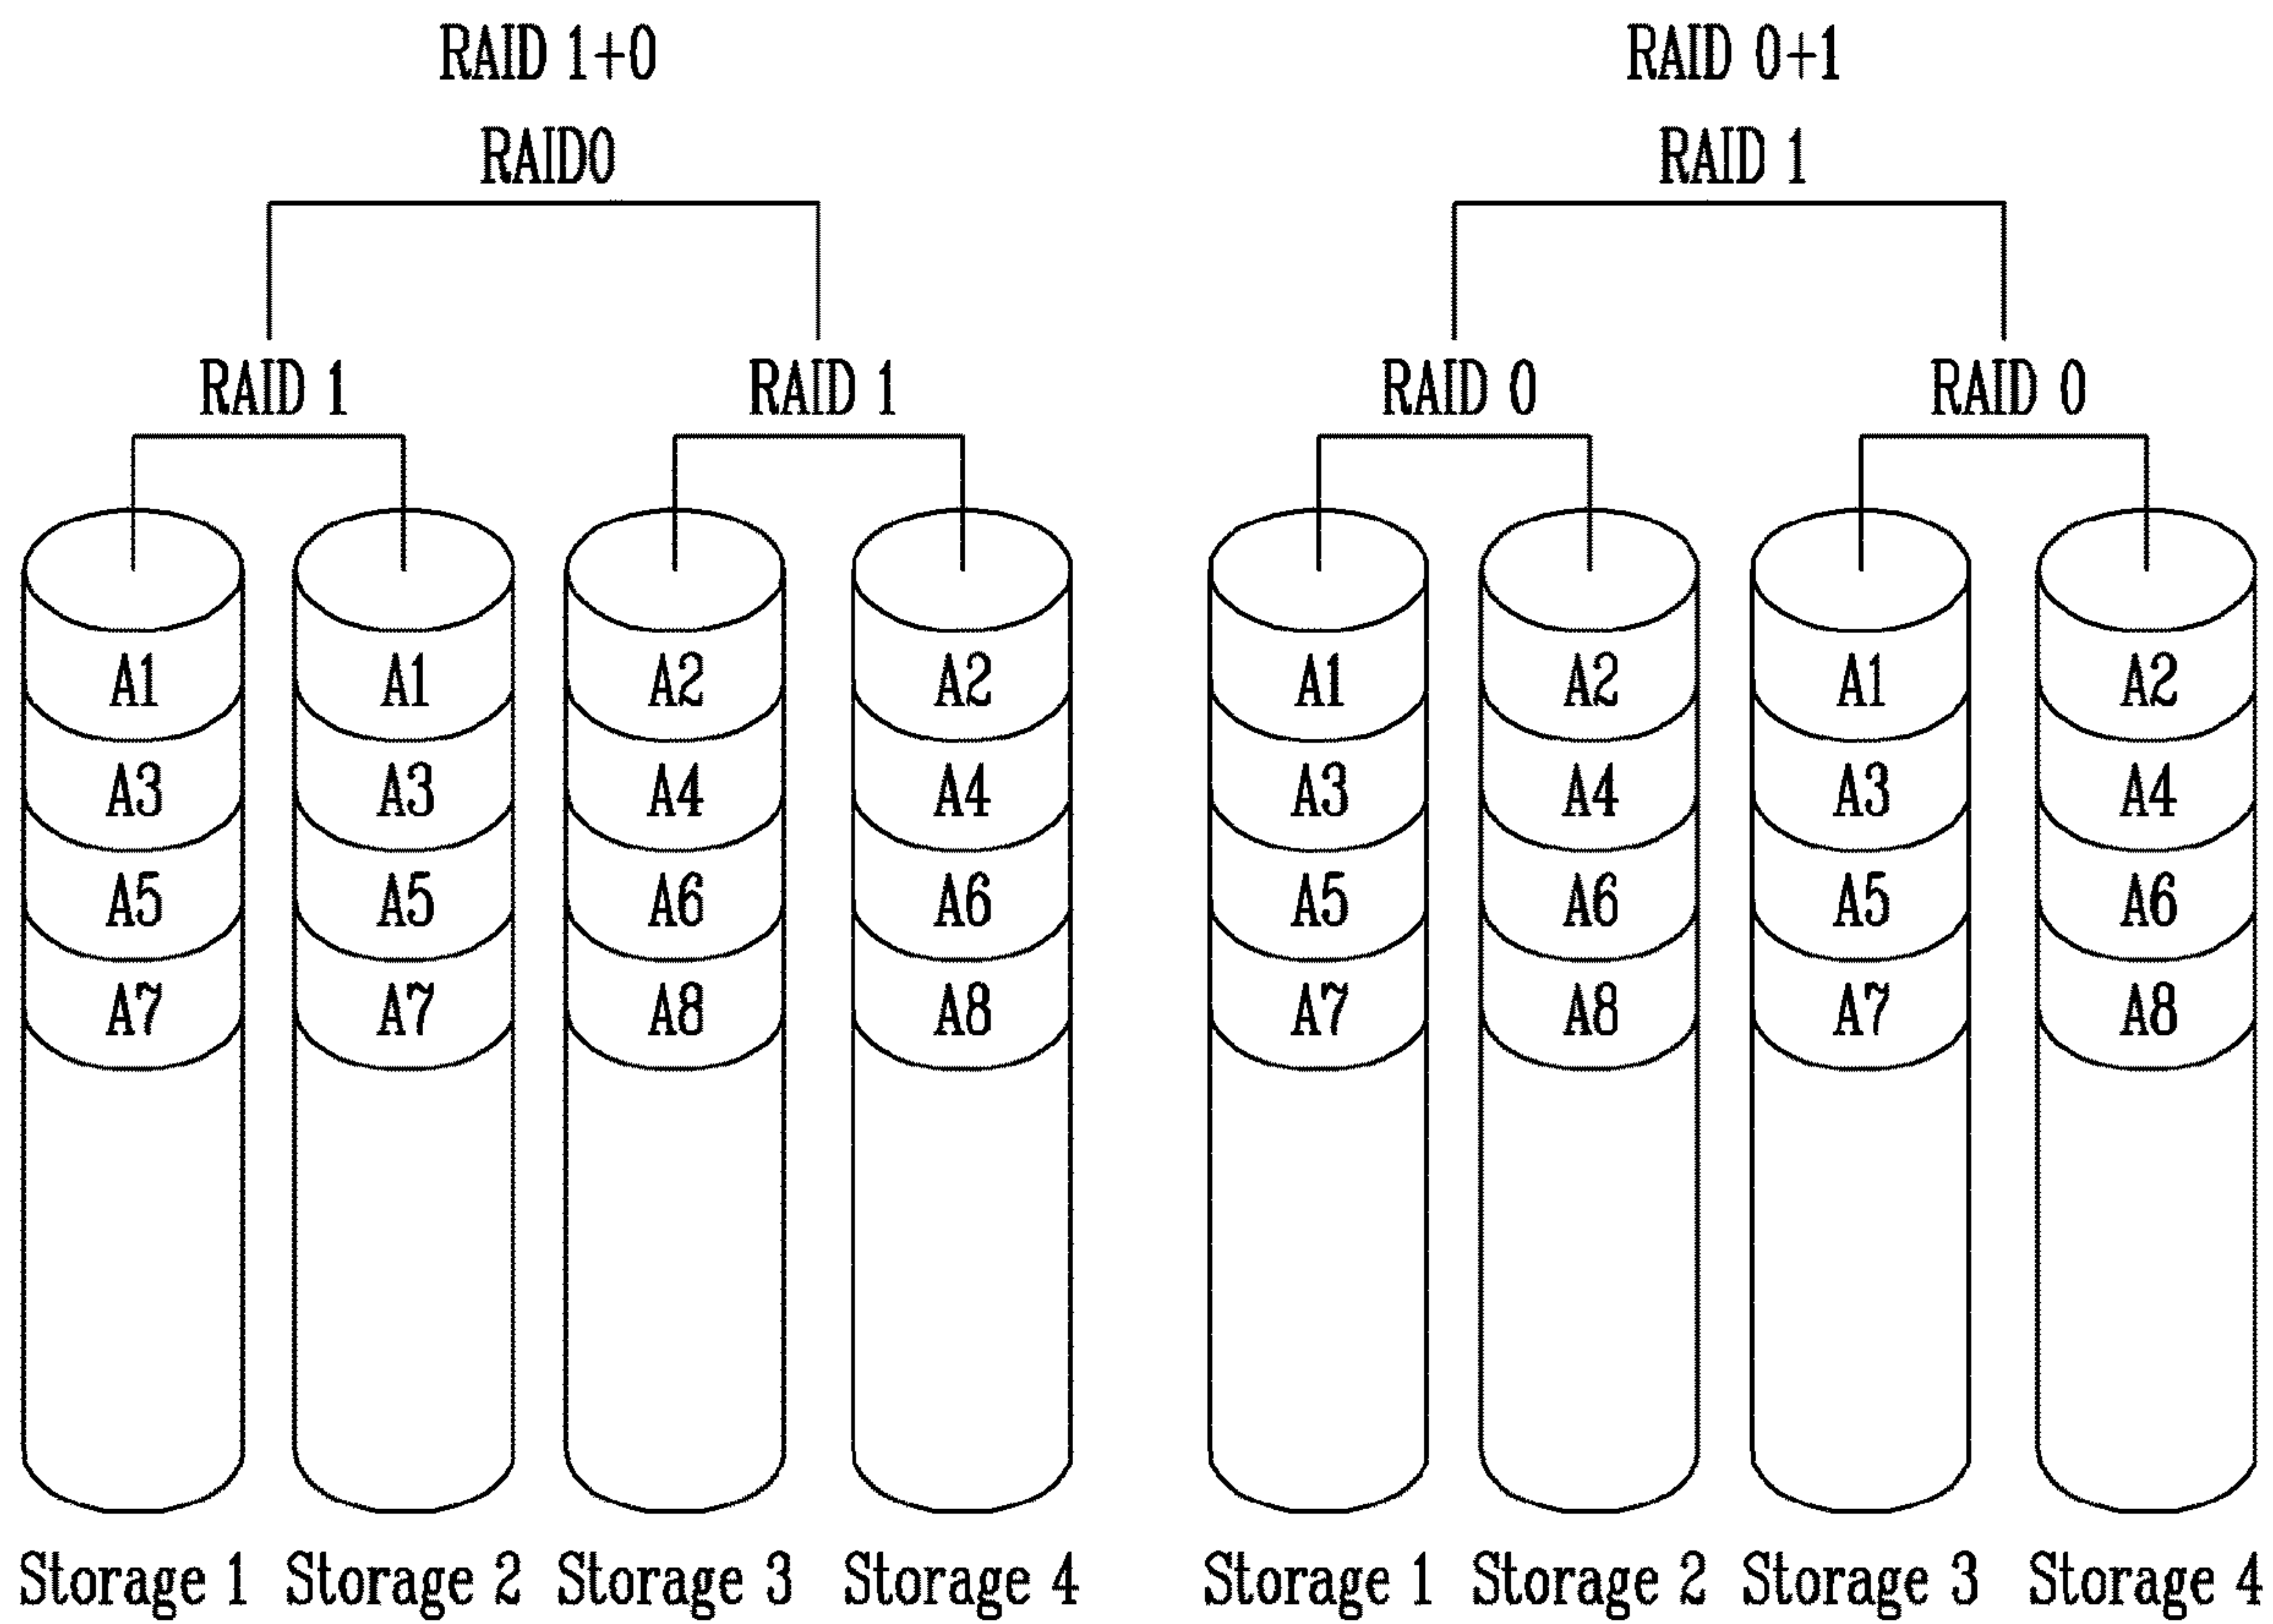 RAID 1+0
RAID0
RAID 1 RAID 1
A1 A1 A2 A2
A3 A3 A4 A4
A5 A5 A6 A6
A7 A7 A8 A8
Storage 1 Storage 2 Storage 3 Storage 4
RAID 0+1
RAID 1
RAID 0 RAID 0
A1 A2 A1 A2
A3 A4 A3 A4
A5 A6 A5 A6
A7 A8 A7 A8
Storage 1 Storage 2 Storage 3 Storage 4